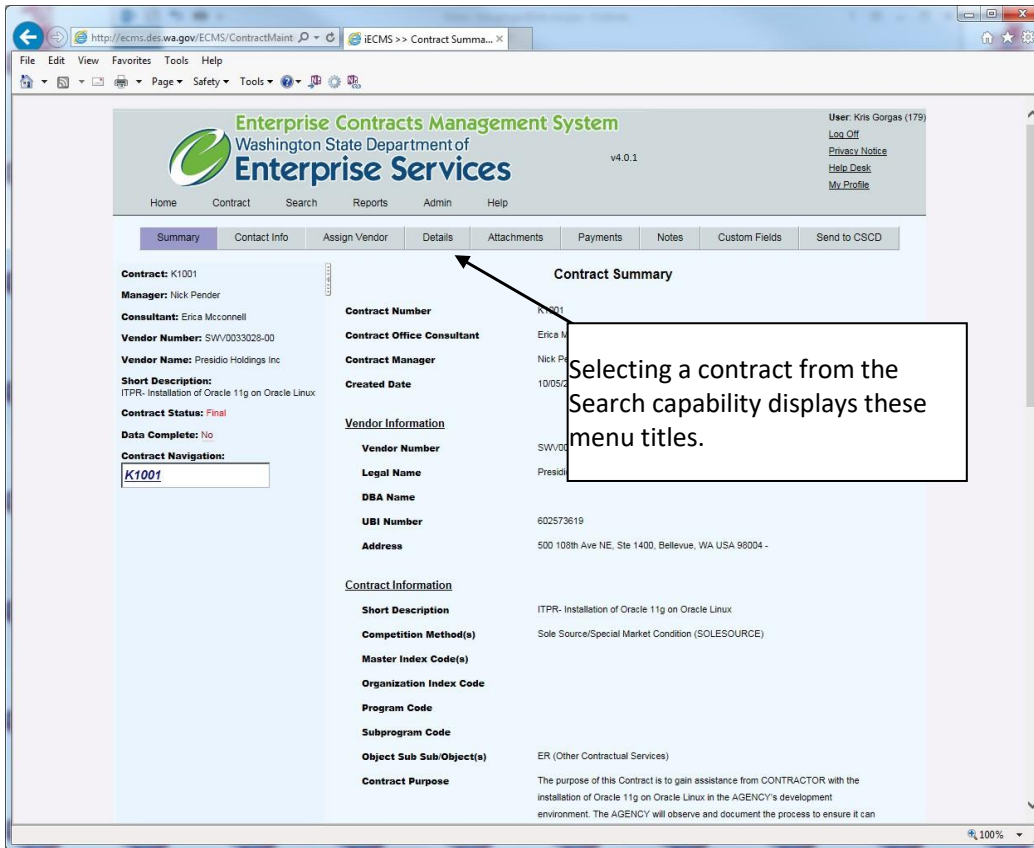 http://ecms.des.wa.gov/ECMS/ContractMaint
iECMS >> Contract Summa...
File Edit View Favorites Tools Help
Page Safety Tools
Enterprise Contracts Management System
Washington State Department of
Enterprise Services
v4.0.1
User: Kris Gorgas (179)
Log Off
Privacy Notice
Help Desk
My Profile
Home Contract Search Reports Admin Help
Summary Contact Info Assign Vendor Details Attachments Payments Notes Custom Fields Send to CSCD
Contract: K1001
Manager: Nick Pender
Consultant: Erica Mcconnell
Vendor Number: SWV0033028-00
Vendor Name: Presidio Holdings Inc
Short Description:
ITPR- Installation of Oracle 11g on Oracle Linux
Contract Status: Final
Data Complete: No
Contract Navigation:
K1001
Contract Summary
Contract Number K1001
Contract Office Consultant Erica M
Contract Manager Nick Pe
Created Date 10/05/2
Selecting a contract from the
Search capability displays these
menu titles.
Vendor Information
Vendor Number SWV00
Legal Name Presidi
DBA Name
UBI Number 602573619
Address 500 108th Ave NE, Ste 1400, Bellevue, WA USA 98004 -
Contract Information
Short Description ITPR- Installation of Oracle 11g on Oracle Linux
Competition Method(s) Sole Source/Special Market Condition (SOLESOURCE)
Master Index Code(s)
Organization Index Code
Program Code
Subprogram Code
Object Sub Sub/Object(s) ER (Other Contractual Services)
Contract Purpose The purpose of this Contract is to gain assistance from CONTRACTOR with the
installation of Oracle 11g on Oracle Linux in the AGENCY's development
environment. The AGENCY will observe and document the process to ensure it can
100%